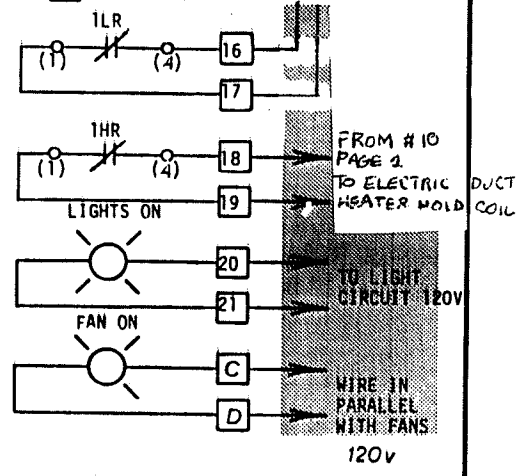 1LR
(1) (4) 16
17
1HR
(1) (4) 18
FROM #10
PAGE 2
19
TO ELECTRIC DUCT
HEATER HOLD COIL
LIGHTS ON
20
21
TO LIGHT
CIRCUIT 120V
FAN ON
C
D
WIRE IN
PARALLEL
WITH FANS
120V